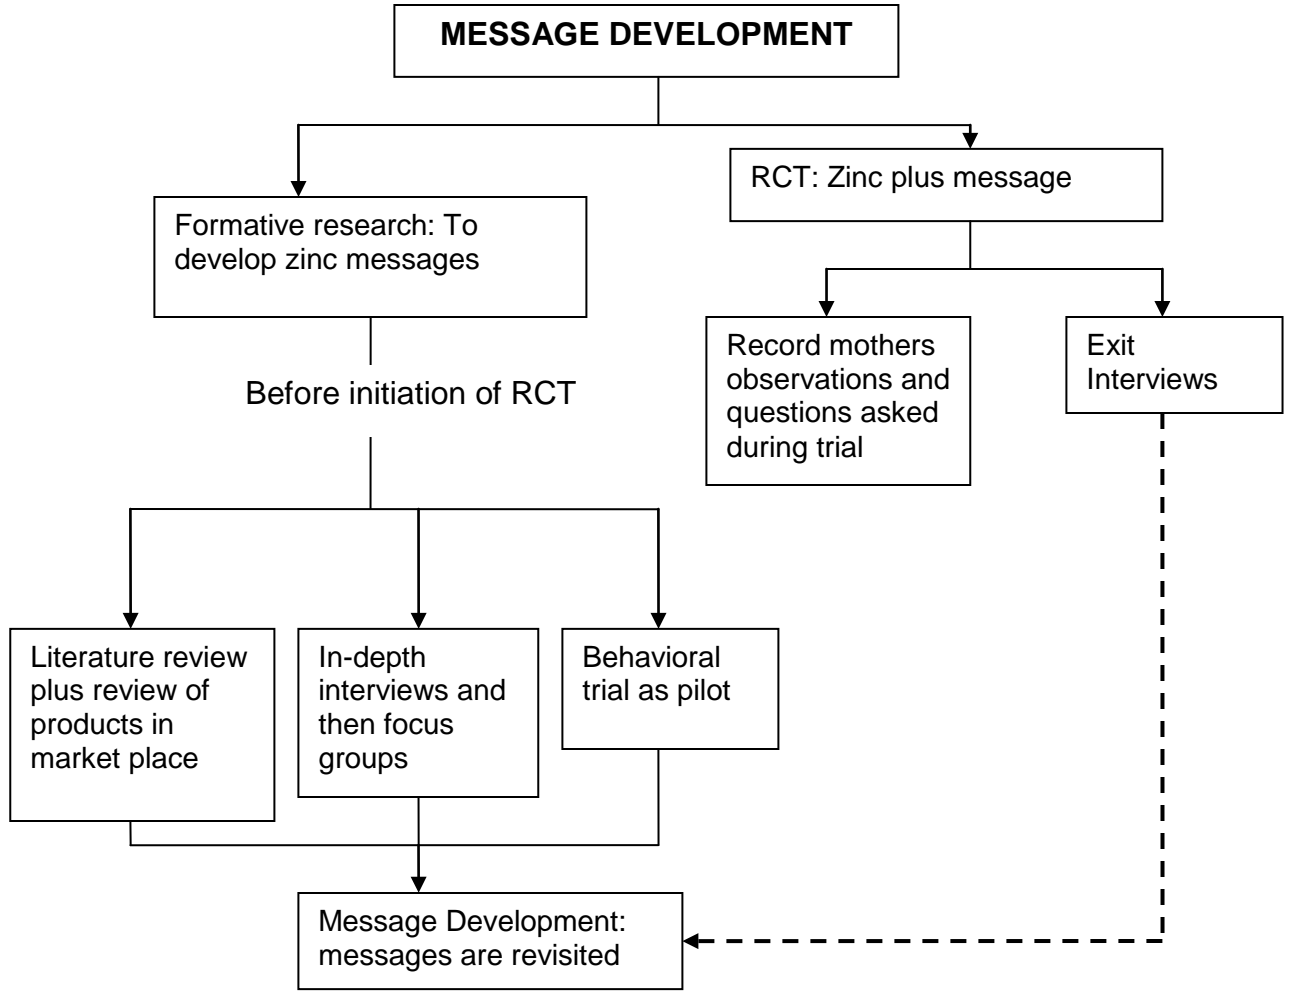 MESSAGE DEVELOPMENT
RCT: Zinc plus message
Formative research: To
develop zinc messages
Record mothers
observations and
questions asked
during trial
Exit
Interviews
Before initiation of RCT
Literature review
plus review of
products in
market place
In-depth
interviews and
then focus
groups
Behavioral
trial as pilot
Message Development:
messages are revisited